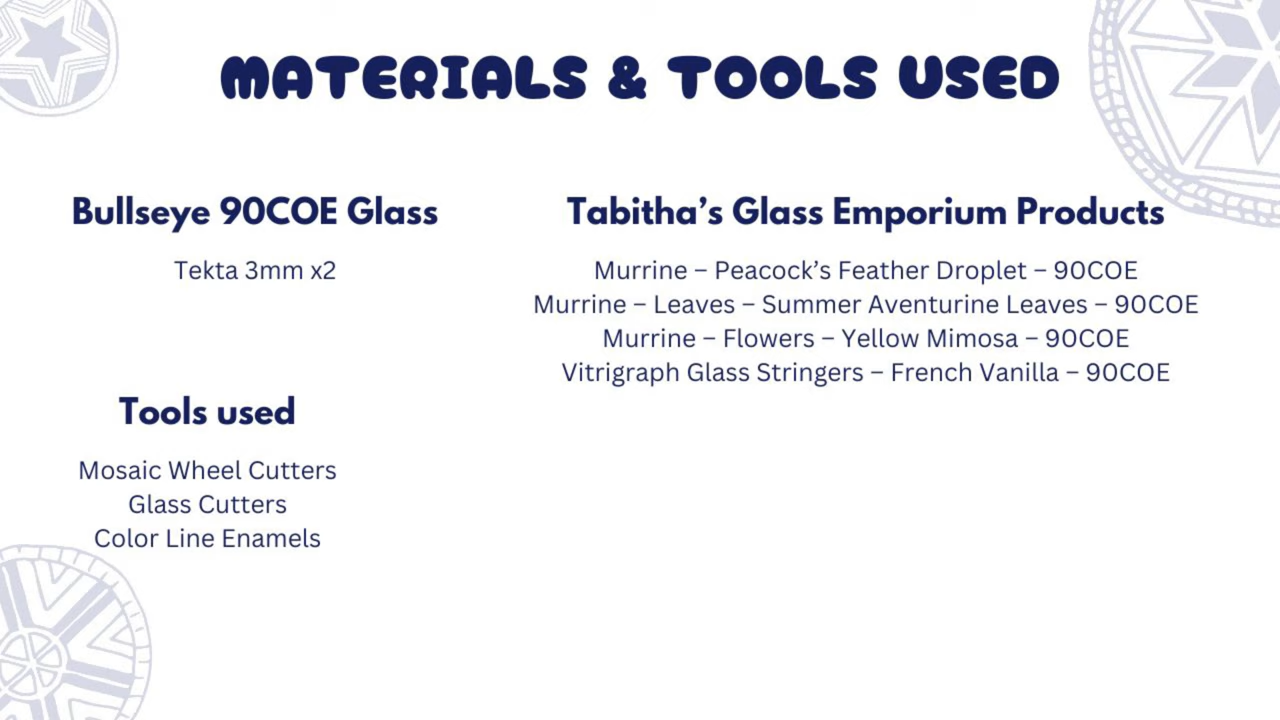 MATERIALS & TOOLS USED
Bullseye 90COE Glass
Tekta 3mm x2
Tools used
Mosaic Wheel Cutters
Glass Cutters
Color Line Enamels
Tabitha’s Glass Emporium Products
Murrine – Peacock’s Feather Droplet – 90COE
Murrine – Leaves – Summer Aventurine Leaves – 90COE
Murrine – Flowers – Yellow Mimosa – 90COE
Vitrigraph Glass Stringers – French Vanilla – 90COE